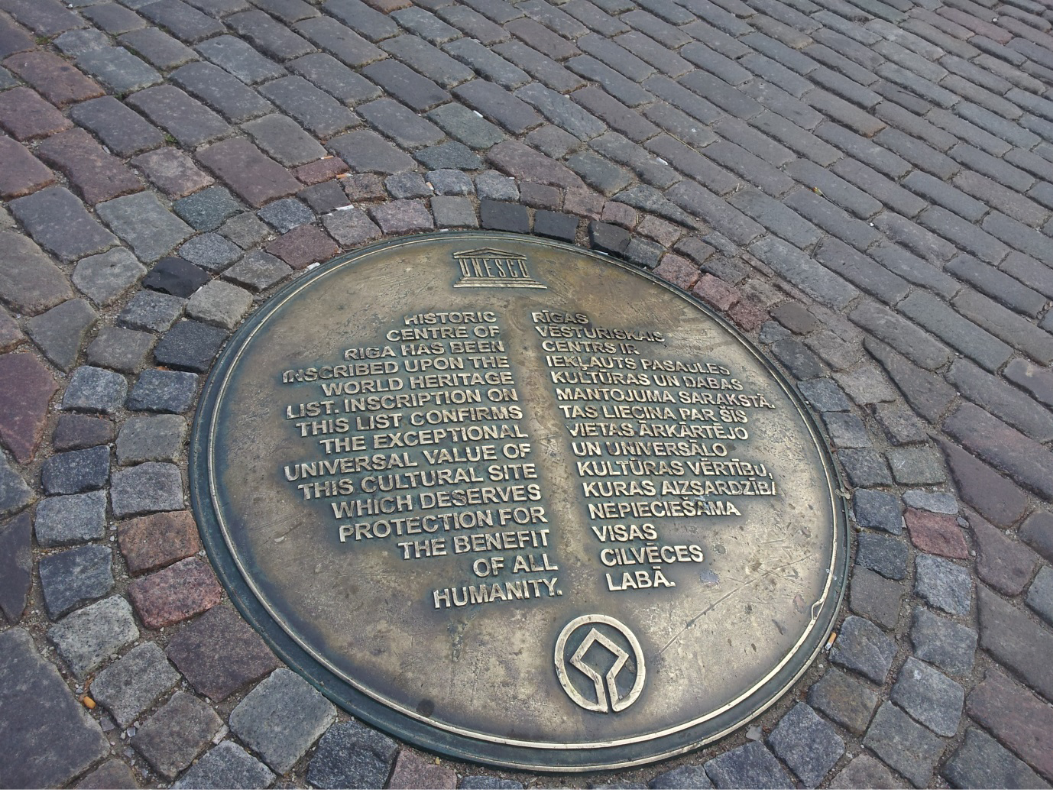 UNESCO
HISTORIC
CENTRE OF
RIGA HAS BEEN
INSCRIBED UPON THE
WORLD HERITAGE
LIST. INSCRIPTION ON
THIS LIST CONFIRMS
THE EXCEPTIONAL
UNIVERSAL VALUE OF
THIS CULTURAL SITE
WHICH DESERVES
PROTECTION FOR
THE BENEFIT
OF ALL
HUMANITY.
RĪGAS
VĒSTURISKAIS
CENTRS IR
IEKĻAUTS PASAULES
KULTŪRAS UN DABAS
MANTOJUMA SARAKSTĀ.
TAS LIECINA PAR ŠĪS
VIETAS ĀRKĀRTĒJO
UN UNIVERSĀLO
KULTŪRAS VĒRTĪBU,
KURAS AIZSARDZĪBA
NEPIECIEŠAMA
VISAS
CILVĒCES
LABĀ.